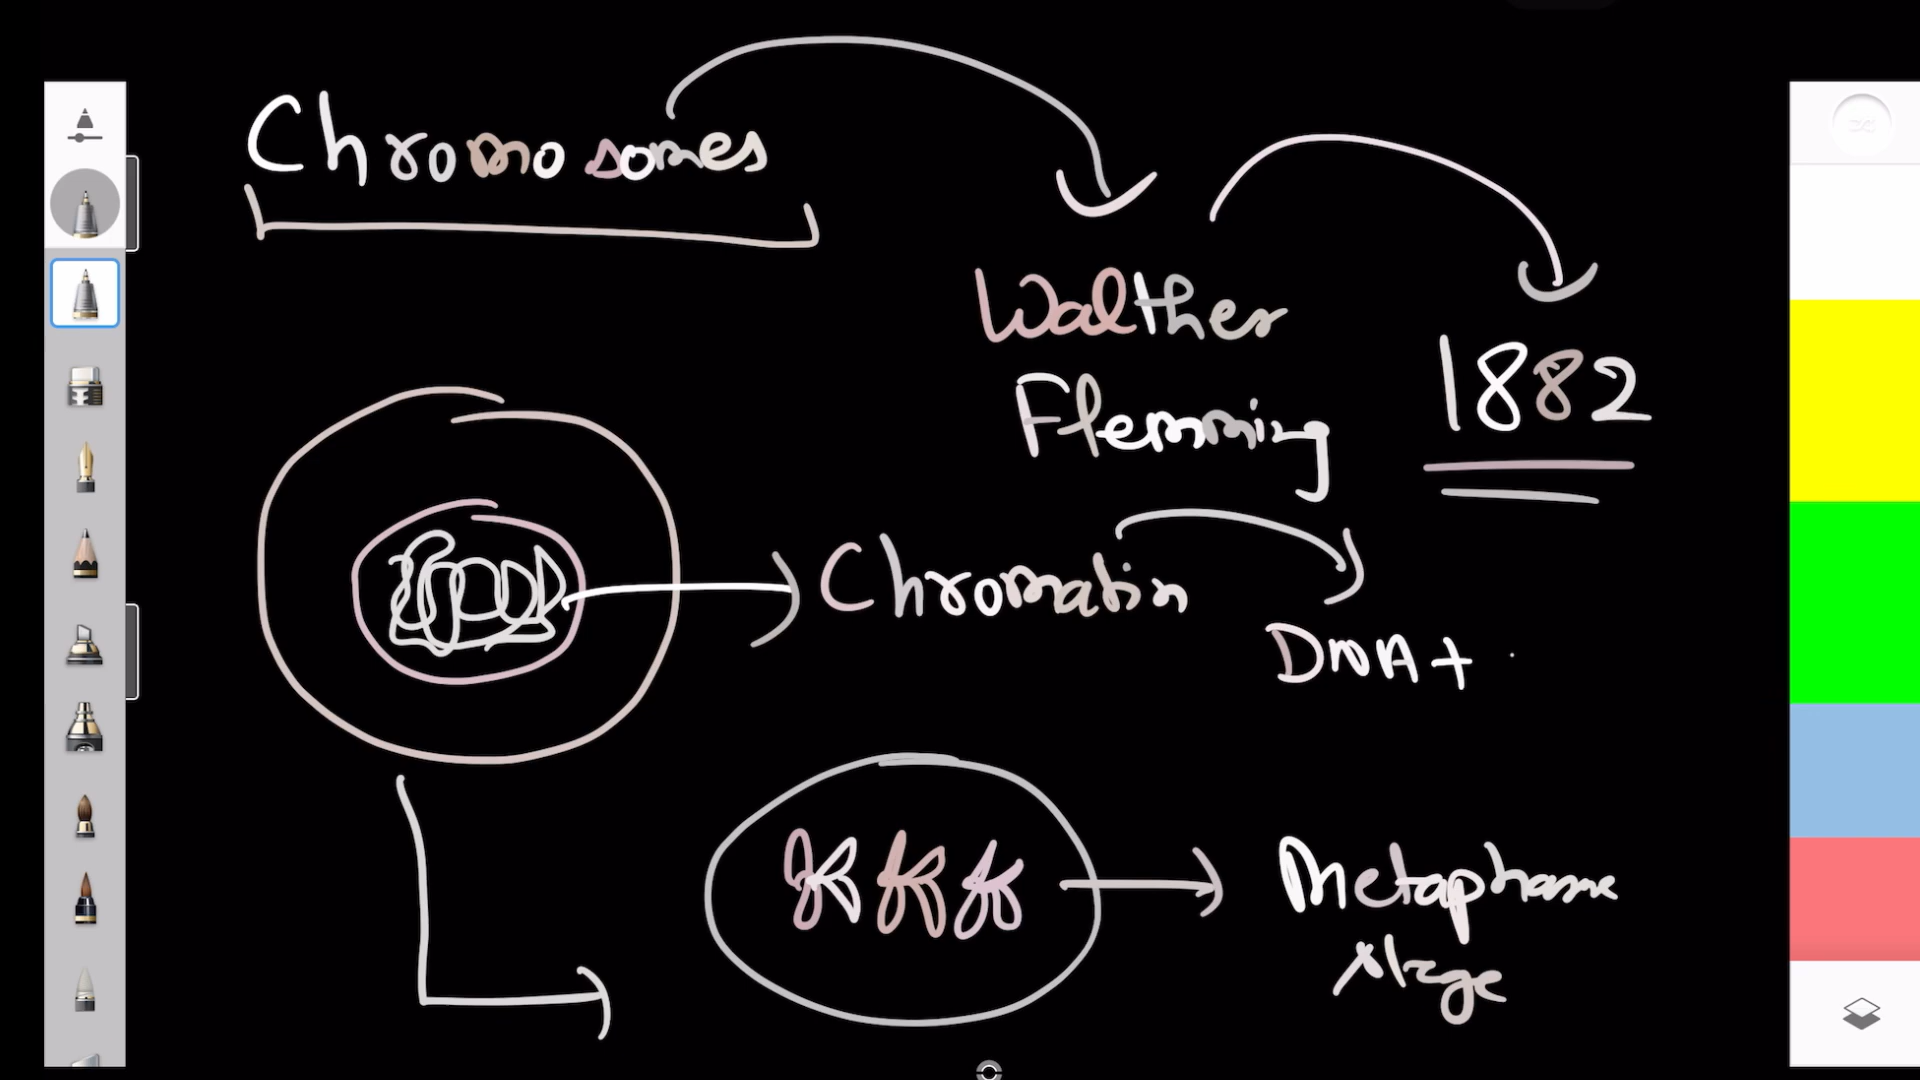 Chromosomes
Walther
Flemming
1882
Chromatin
DNA +
Metaphase
stage